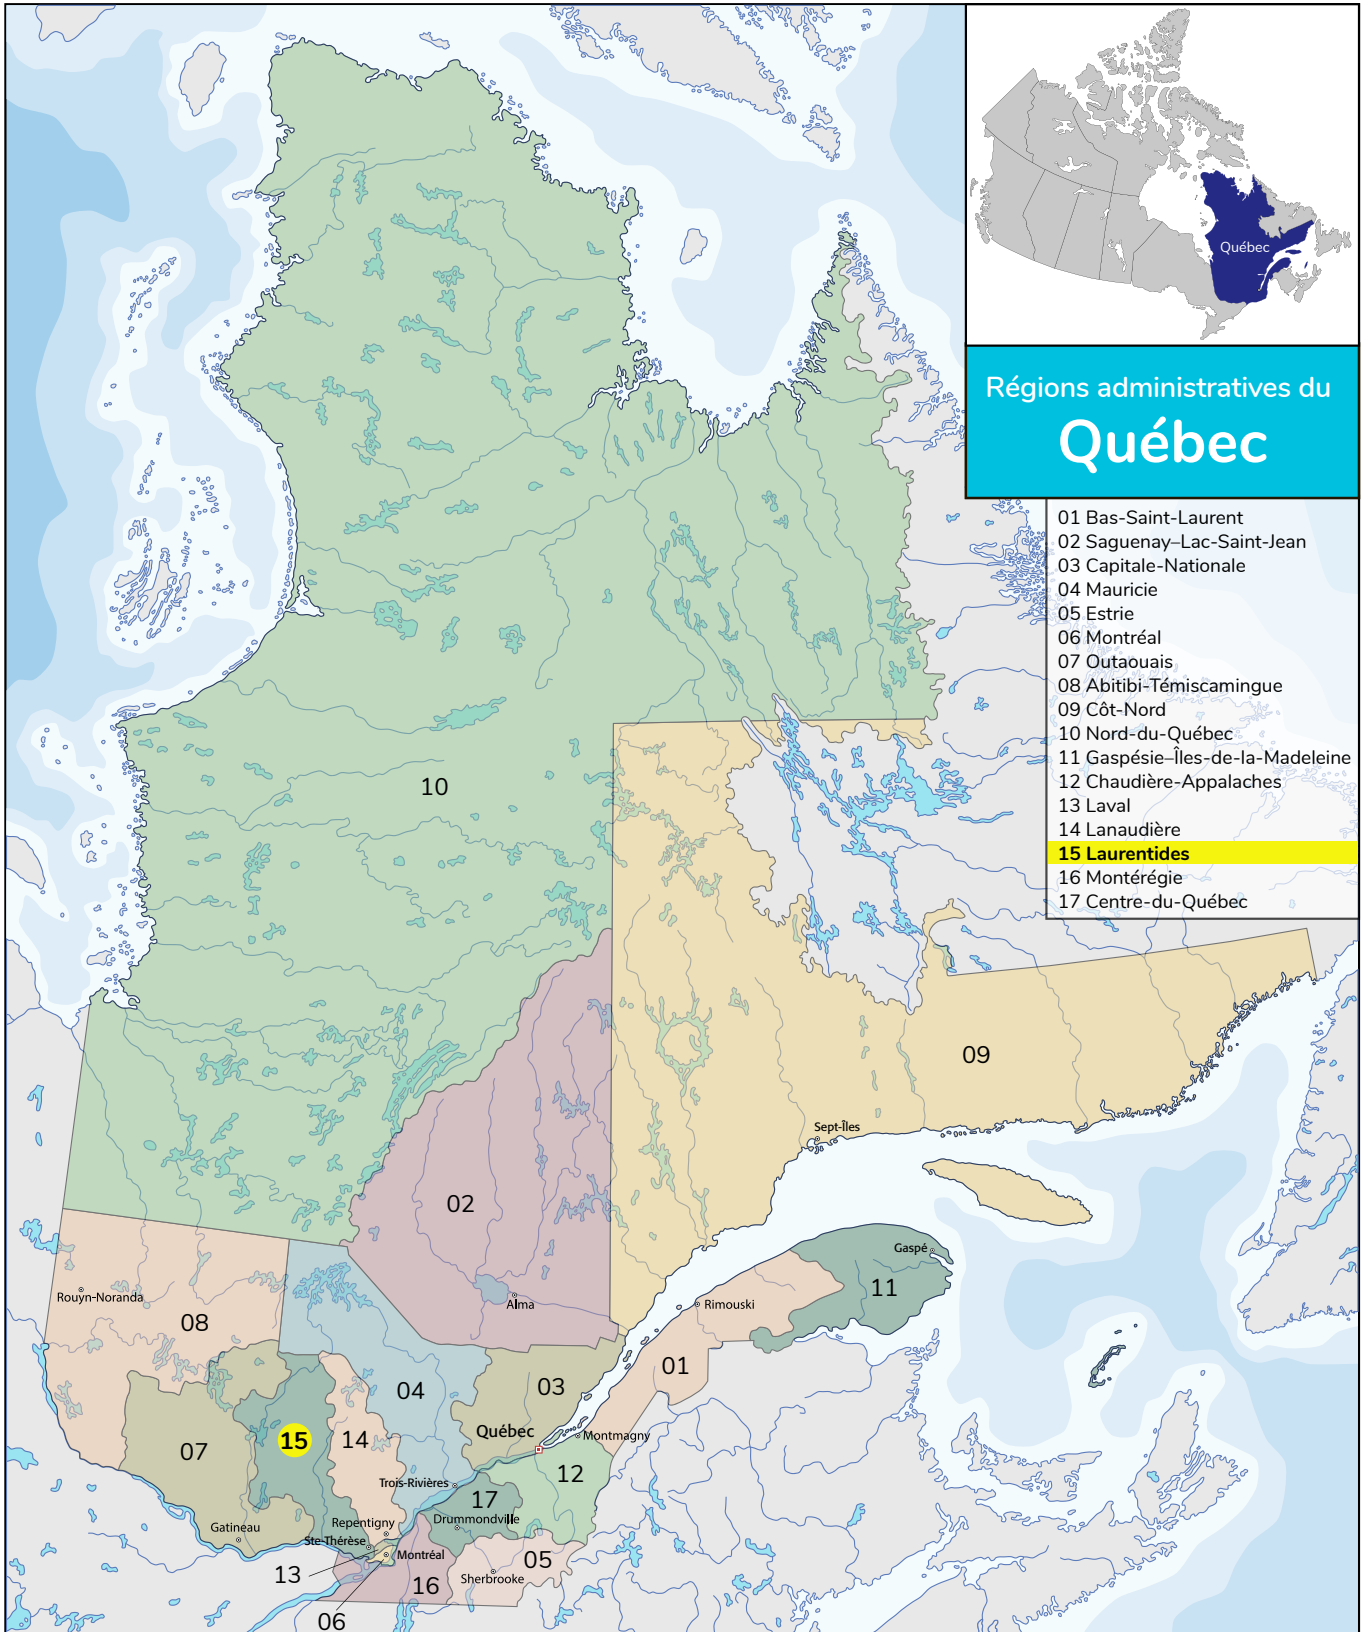 Québec
Régions administratives du
Québec
01 Bas-Saint-Laurent
02 Saguenay–Lac-Saint-Jean
03 Capitale-Nationale
04 Mauricie
05 Estrie
06 Montréal
07 Outaouais
08 Abitibi-Témiscamingue
09 Côt-Nord
10 Nord-du-Québec
11 Gaspésie–Îles-de-la-Madeleine
12 Chaudière-Appalaches
13 Laval
14 Lanaudière
15 Laurentides
16 Montérégie
17 Centre-du-Québec
10
09
Sept-Îles
02
Gaspé
11
Rouyn-Noranda
Alma
Rimouski
08
01
04
03
Québec
Montmagny
15
14
07
12
Trois-Rivières
17
Drummondville
Repentigny
Gatineau
Ste-Thérèse
Montréal
05
13
Sherbrooke
16
06